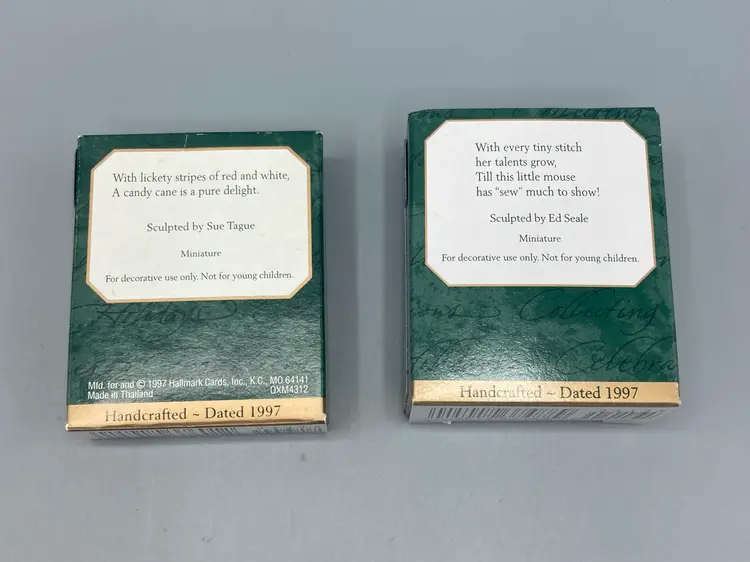 With lickety stripes of red and white,
A candy cane is a pure delight.
Sculpted by Sue Tague
Miniature
For decorative use only. Not for young children.
Holidays
Mfd. for and © 1997 Hallmark Cards, Inc., K.C., MO 64141
Made in Thailand QXM4312
Handcrafted ~ Dated 1997
Collecting
With every tiny stitch
her talents grow,
Till this little mouse
has "sew" much to show!
Sculpted by Ed Seale
Miniature
For decorative use only. Not for young children.
Collecting
Celebra
Handcrafted ~ Dated 1997